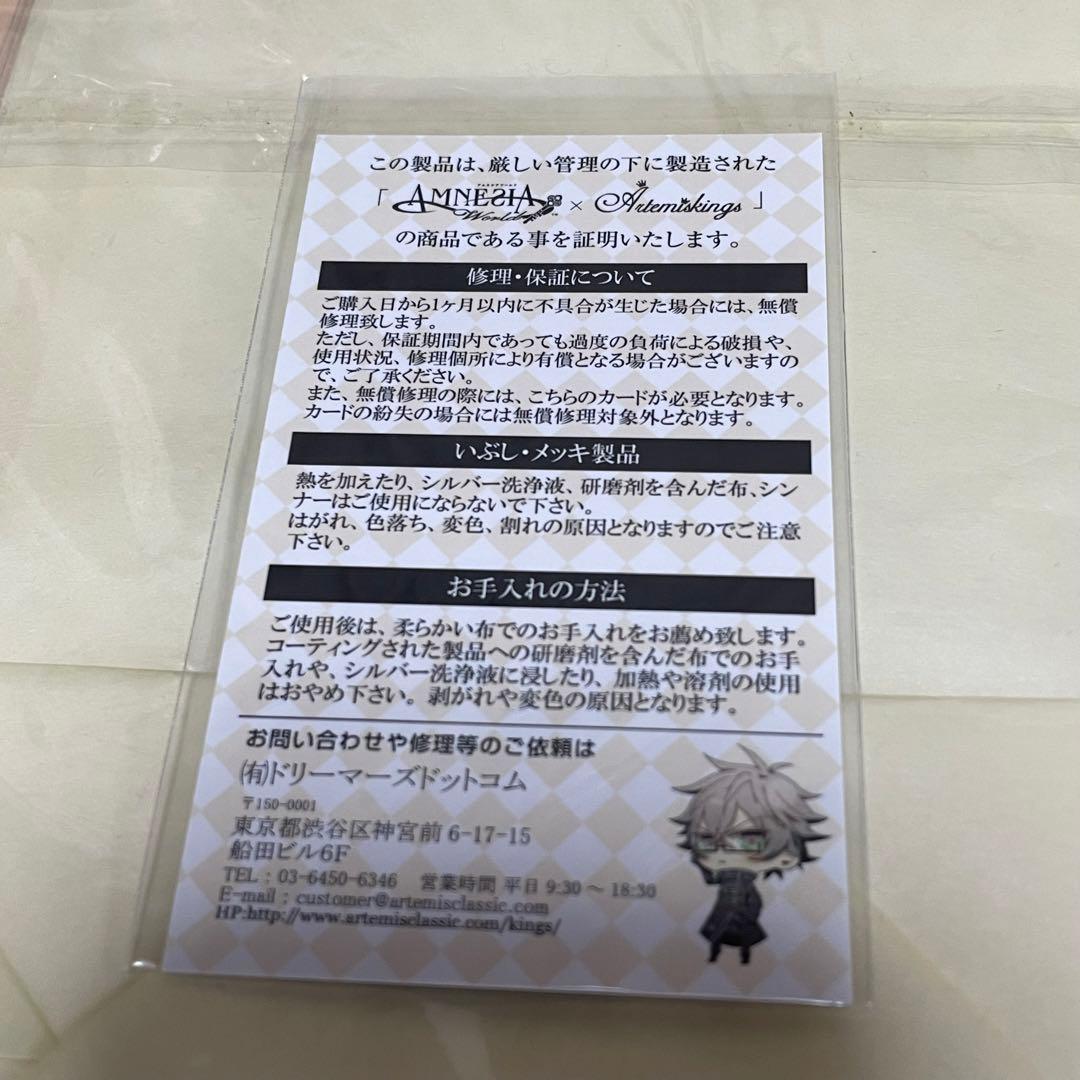 この製品は、厳しい管理の下に製造された
「AMNESIA World™ × Artemiskings」
の商品である事を証明いたします。
修理・保証について
ご購入日から1ヶ月以内に不具合が生じた場合には、無償
修理致します。
ただし、保証期間内であっても過度の負荷による破損や、
使用状況、修理個所により有償となる場合がございますの
で、ご了承ください。
また、無償修理の際には、こちらのカードが必要となります。
カードの紛失の場合には無償修理対象外となります。
いぶし・メッキ製品
熱を加えたり、シルバー洗浄液、研磨剤を含んだ布、シン
ナーはご使用にならないで下さい。
はがれ、色落ち、変色、割れの原因となりますのでご注意
下さい。
お手入れの方法
ご使用後は、柔らかい布でのお手入れをお薦め致します。
コーティングされた製品への研磨剤を含んだ布でのお手
入れや、シルバー洗浄液に浸したり、加熱や溶剤の使用
はおやめ下さい。剥がれや変色の原因となります。
お問い合わせや修理等のご依頼は
(有)ドリーマーズドットコム
〒150-0001
東京都渋谷区神宮前 6-17-15
船田ビル6F
TEL : 03-6450-6346 営業時間 平日 9:30 ～ 18:30
E-mail : customer@artemisclassic.com
HP:http://www.artemisclassic.com/kings/